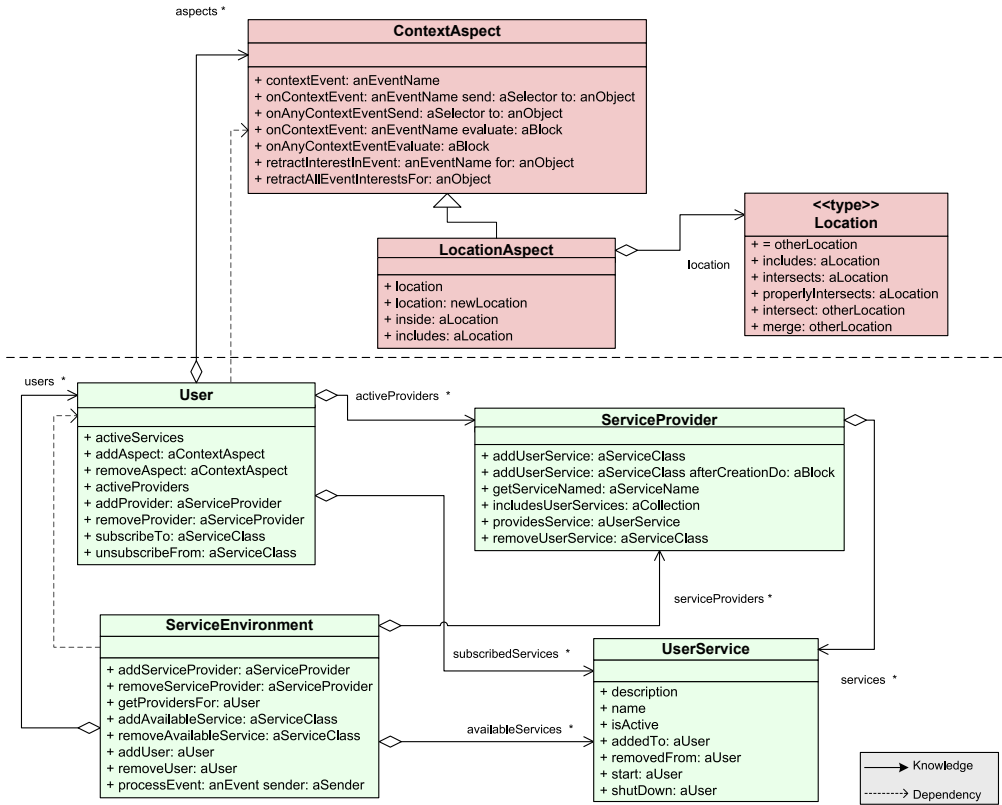 aspects *
ContextAspect
+ contextEvent: anEventName
+ onContextEvent: anEventName send: aSelector to: anObject
+ onAnyContextEventSend: aSelector to: anObject
+ onContextEvent: anEventName evaluate: aBlock
+ onAnyContextEventEvaluate: aBlock
+ retractInterestInEvent: anEventName for: anObject
+ retractAllEventInterestsFor: anObject
<<type>>
Location
+ = otherLocation
+ includes: aLocation
+ intersects: aLocation
+ properlyIntersects: aLocation
+ intersect: otherLocation
+ merge: otherLocation
LocationAspect
+ location
+ location: newLocation
+ inside: aLocation
+ includes: aLocation
location
users *
User
+ activeServices
+ addAspect: aContextAspect
+ removeAspect: aContextAspect
+ activeProviders
+ addProvider: aServiceProvider
+ removeProvider: aServiceProvider
+ subscribeTo: aServiceClass
+ unsubscribeFrom: aServiceClass
activeProviders *
ServiceProvider
+ addUserService: aServiceClass
+ addUserService: aServiceClass afterCreationDo: aBlock
+ getServiceNamed: aServiceName
+ includesUserServices: aCollection
+ providesService: aUserService
+ removeUserService: aServiceClass
serviceProviders *
ServiceEnvironment
+ addServiceProvider: aServiceProvider
+ removeServiceProvider: aServiceProvider
+ getProvidersFor: aUser
+ addAvailableService: aServiceClass
+ removeAvailableService: aServiceClass
+ addUser: aUser
+ removeUser: aUser
+ processEvent: anEvent sender: aSender
subscribedServices *
availableServices *
UserService
+ description
+ name
+ isActive
+ addedTo: aUser
+ removedFrom: aUser
+ start: aUser
+ shutDown: aUser
services *
Knowledge
Dependency